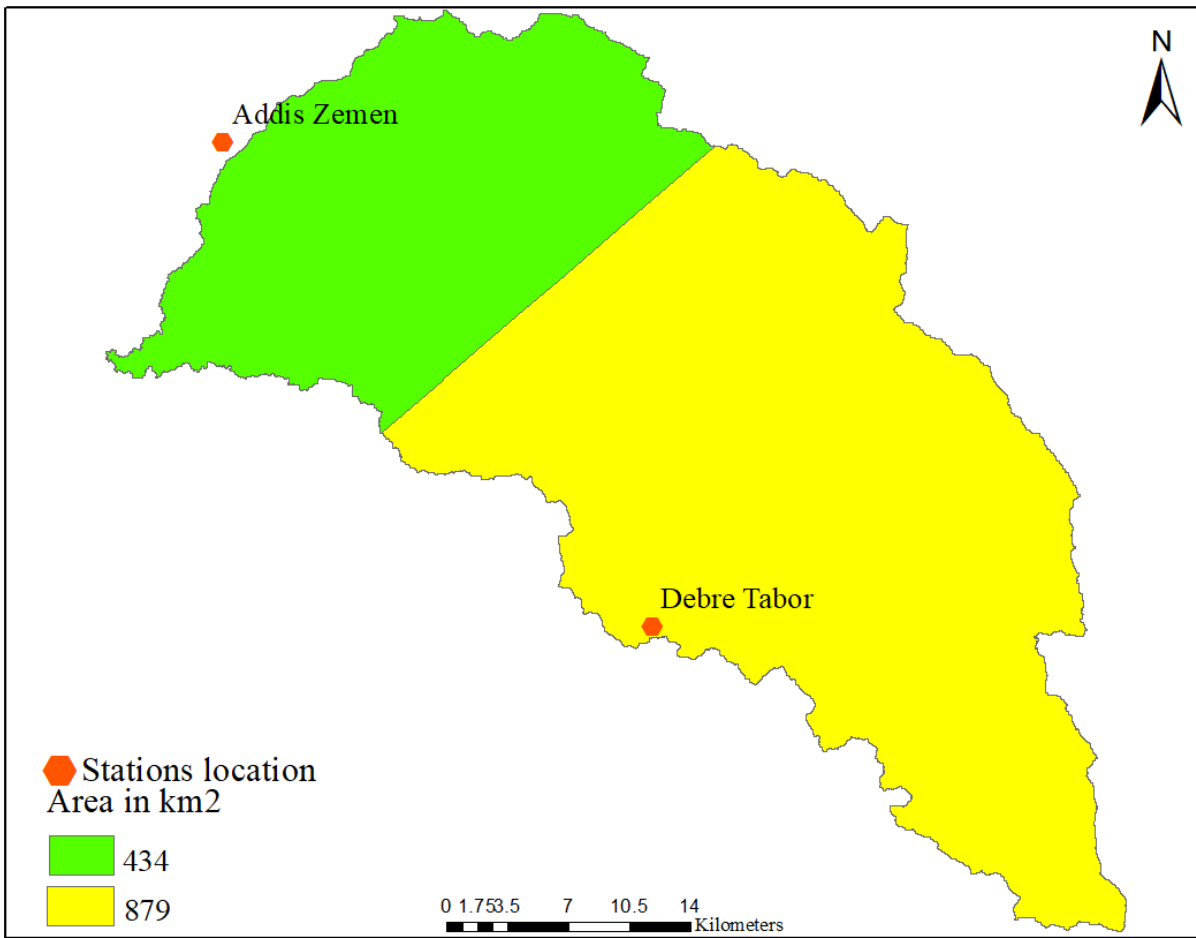 N
Addis Zemen
Debre Tabor
Stations location
Area in km2
434
879
0 1.753.5 7 10.5 14
Kilometers